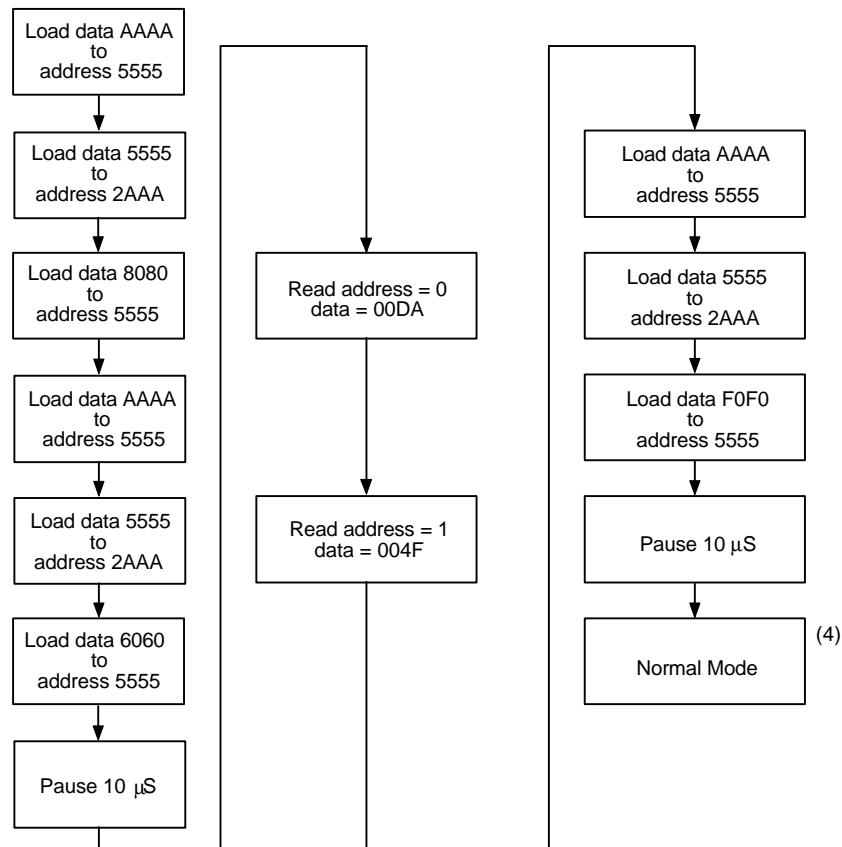 Load data AAAA
to
address 5555
Load data 5555
to
address 2AAA
Load data 8080
to
address 5555
Load data AAAA
to
address 5555
Load data 5555
to
address 2AAA
Load data 6060
to
address 5555
Pause 10 μS
Read address = 0
data = 00DA
Read address = 1
data = 004F
Load data AAAA
to
address 5555
Load data 5555
to
address 2AAA
Load data F0F0
to
address 5555
Pause 10 μS
Normal Mode
(4)